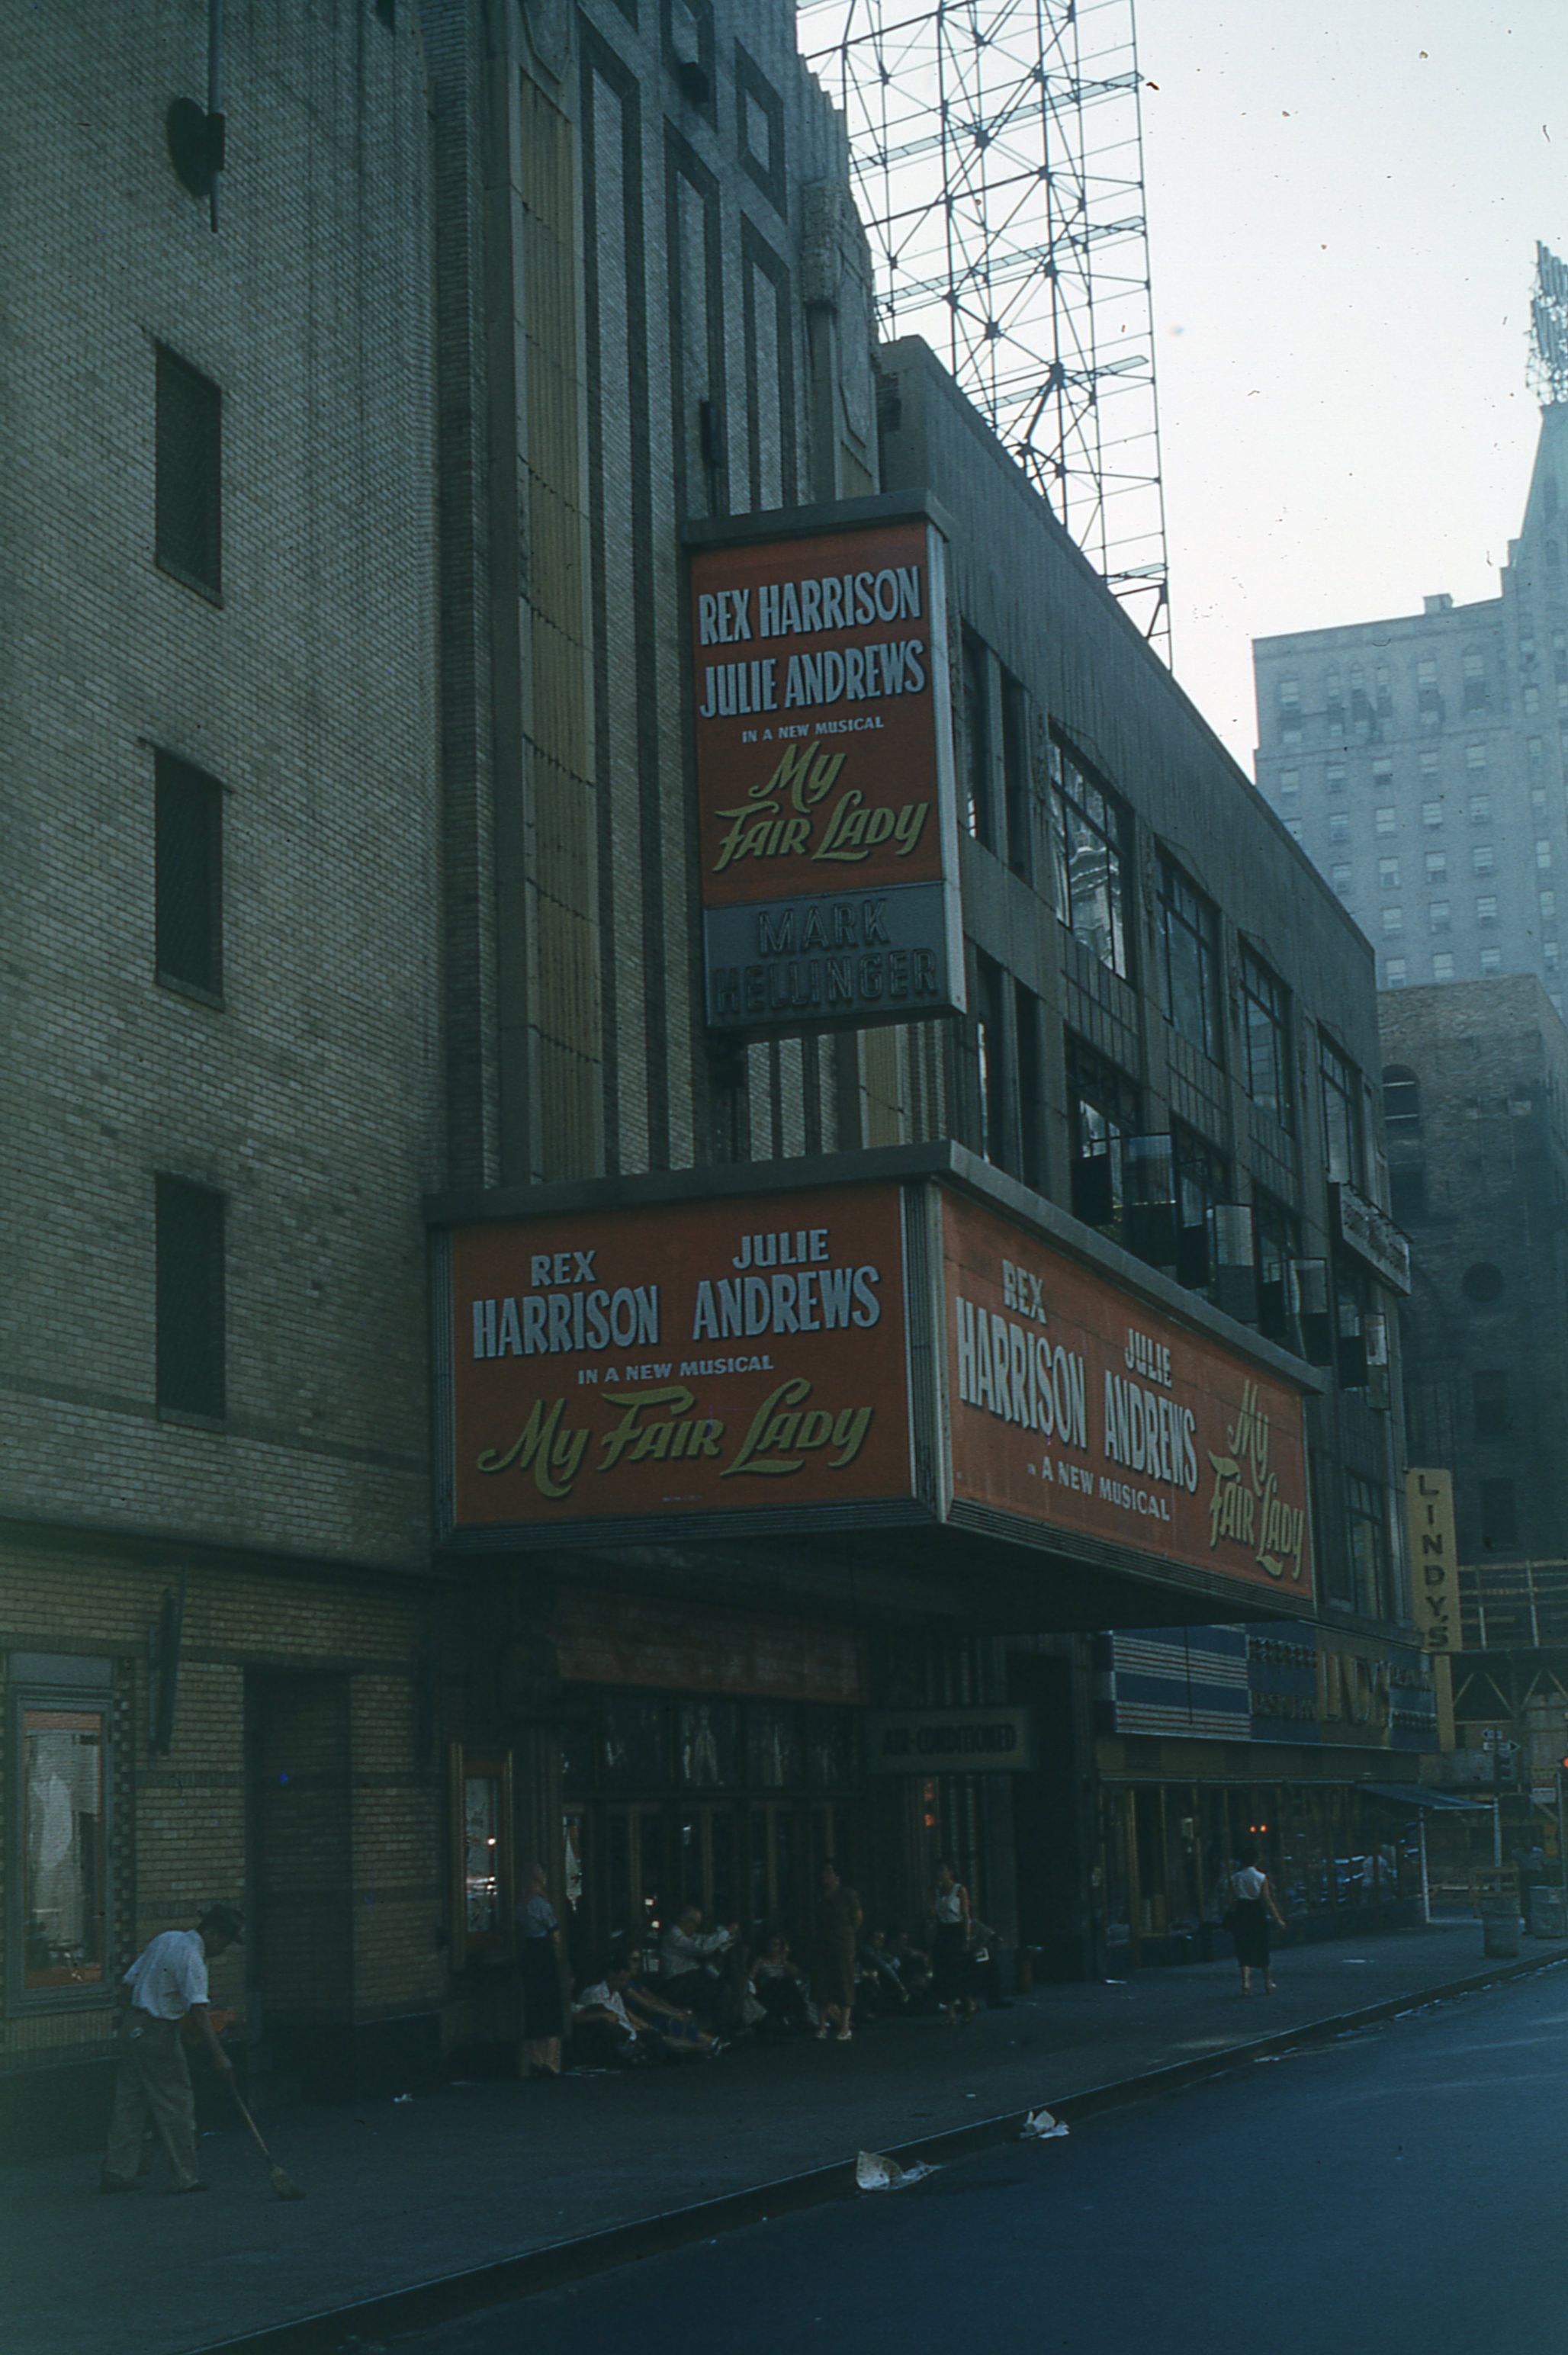 REX HARRISON
JULIE ANDREWS
IN A NEW MUSICAL
My
FAIR LADY
MARK
HELLINGER
REX
HARRISON
JULIE
ANDREWS
IN A NEW MUSICAL
My FAIR LADY
REX
HARRISON
JULIE
ANDREWS
IN A NEW MUSICAL
My
FAIR LADY
LINDY'S
AIR-CONDITIONED